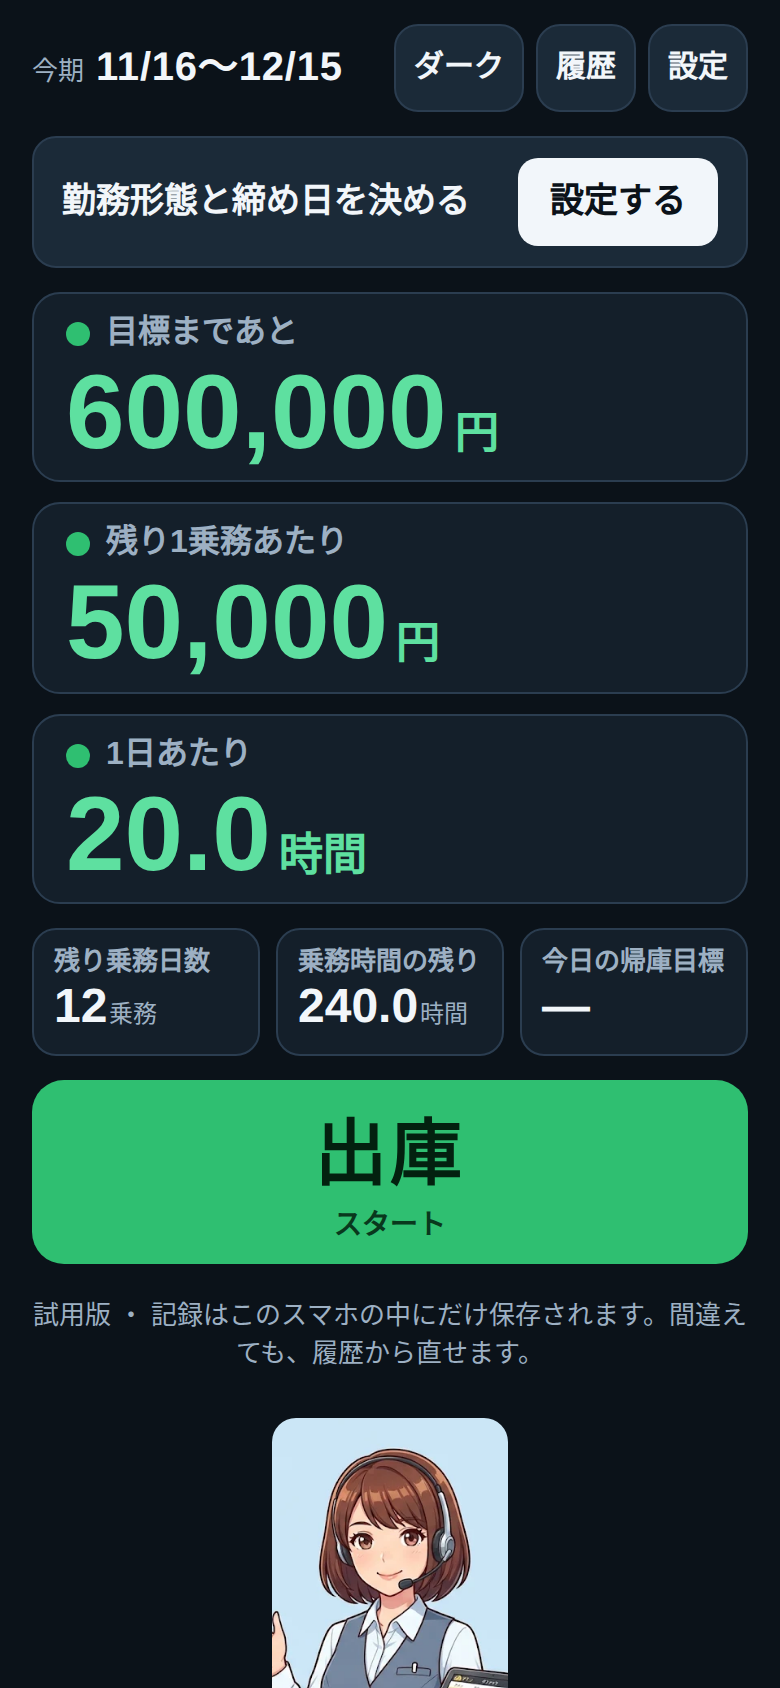 今期 11/16〜12/15
ダーク
履歴
設定
勤務形態と締め日を決める
設定する
目標まであと
600,000円
残り1乗務あたり
50,000円
1日あたり
20.0時間
残り乗務日数
12乗務
乗務時間の残り
240.0時間
今日の帰庫目標
—
出庫
スタート
試用版 ・ 記録はこのスマホの中にだけ保存されます。間違え
ても、履歴から直せます。